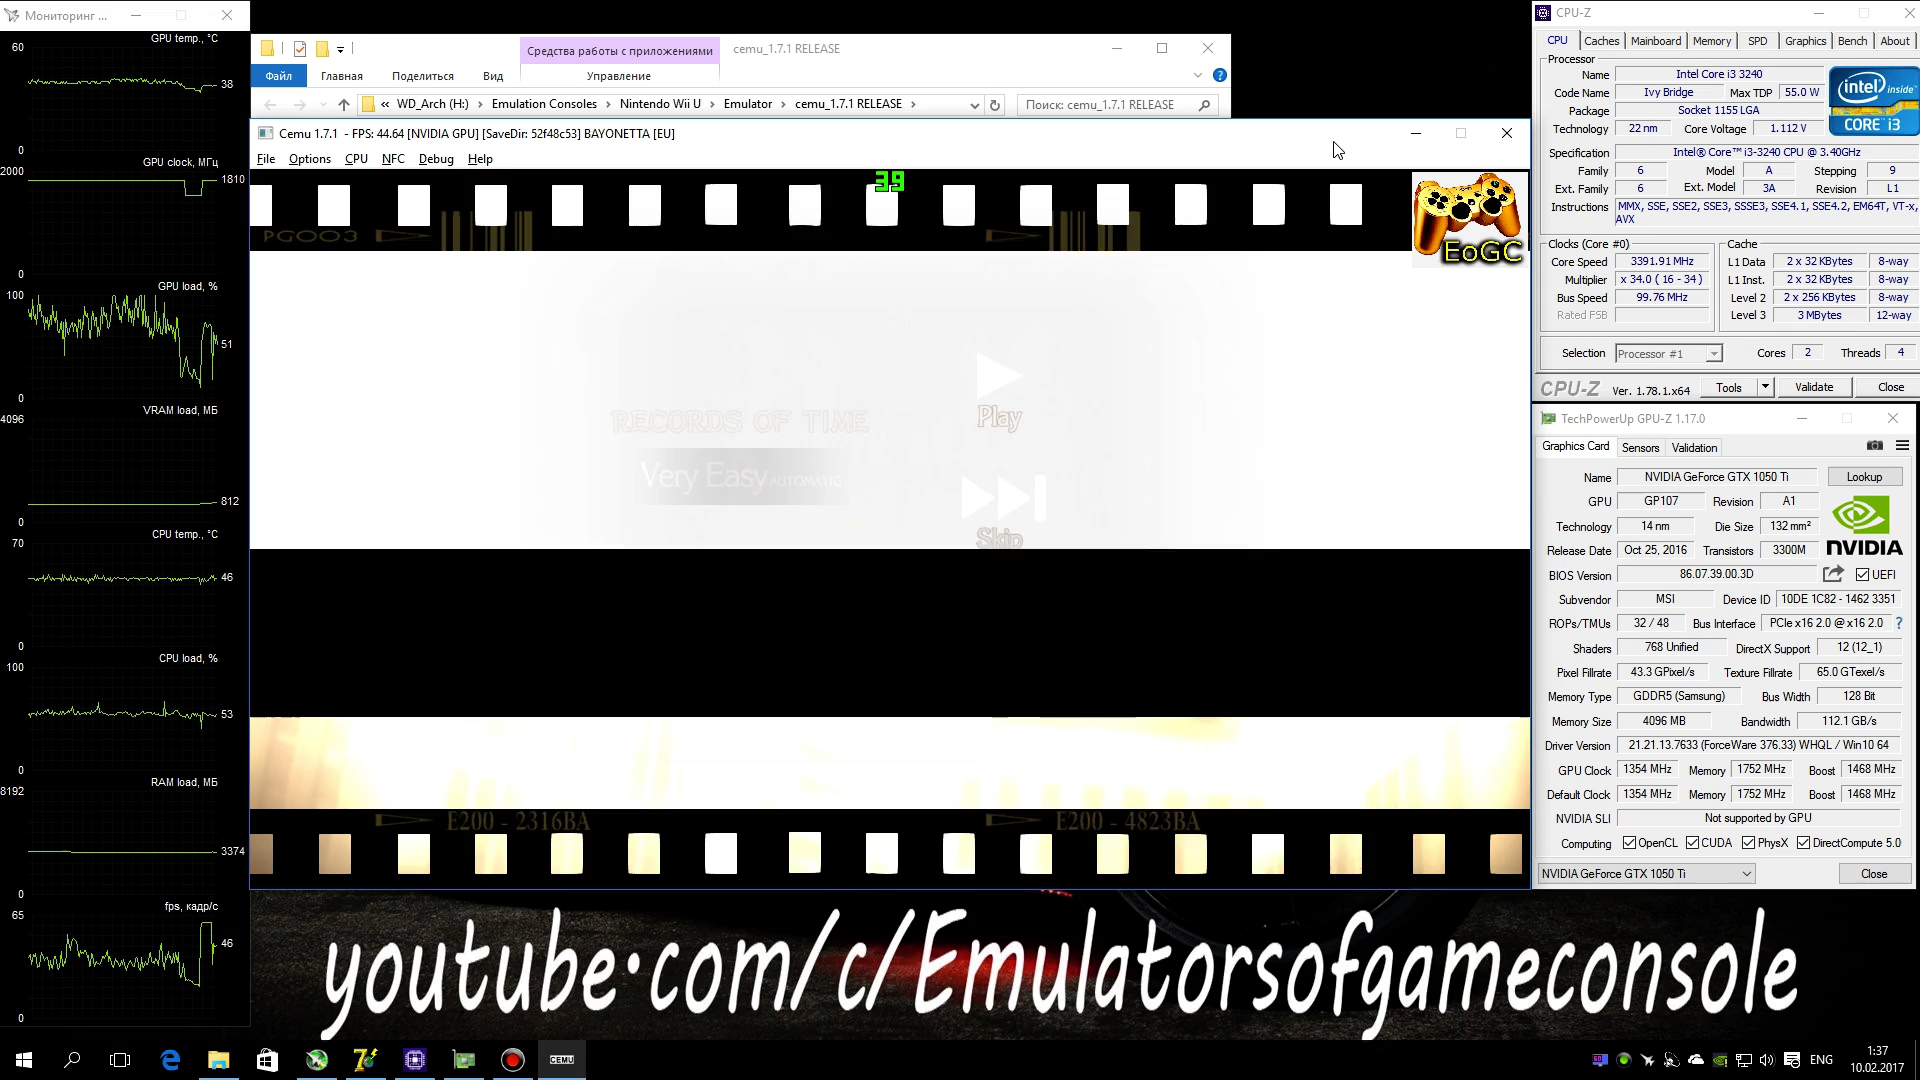 Мониторинг ...
GPU temp., °C
60
38
0
GPU clock, МГц
2000
1810
0
GPU load, %
100
51
0
VRAM load, МБ
4096
812
0
CPU temp., °C
70
46
0
CPU load, %
100
53
0
RAM load, МБ
8192
3374
0
fps, кадр/с
65
46
0
Средства работы с приложениями
cemu_1.7.1 RELEASE
Файл
Главная
Поделиться
Вид
Управление
« WD_Arch (H:) › Emulation Consoles › Nintendo Wii U › Emulator › cemu_1.7.1 RELEASE ›
Поиск: cemu_1.7.1 RELEASE
Cemu 1.7.1 - FPS: 44.64 [NVIDIA GPU] [SaveDir: 52f48c53] BAYONETTA [EU]
File Options CPU NFC Debug Help
39
EoGC
PG003
RECORDS OF TIME
Very Easy AUTOMATIC
Play
Skip
E200 - 2316BA
E200 - 4823BA
CPU-Z
CPU Caches Mainboard Memory SPD Graphics Bench About
Processor
Name Intel Core i3 3240
Code Name Ivy Bridge Max TDP 55.0 W
Package Socket 1155 LGA
Technology 22 nm Core Voltage 1.112 V
intel inside™
CORE i3
Specification Intel® Core™ i3-3240 CPU @ 3.40GHz
Family 6 Model A Stepping 9
Ext. Family 6 Ext. Model 3A Revision L1
Instructions MMX, SSE, SSE2, SSE3, SSSE3, SSE4.1, SSE4.2, EM64T, VT-x,
AVX
Clocks (Core #0)
Core Speed 3391.91 MHz
Multiplier x 34.0 ( 16 - 34 )
Bus Speed 99.76 MHz
Rated FSB
Cache
L1 Data 2 x 32 KBytes 8-way
L1 Inst. 2 x 32 KBytes 8-way
Level 2 2 x 256 KBytes 8-way
Level 3 3 MBytes 12-way
Selection Processor #1 Cores 2 Threads 4
CPU-Z Ver. 1.78.1.x64 Tools Validate Close
TechPowerUp GPU-Z 1.17.0
Graphics Card Sensors Validation
Name NVIDIA GeForce GTX 1050 Ti Lookup
GPU GP107 Revision A1
Technology 14 nm Die Size 132 mm²
Release Date Oct 25, 2016 Transistors 3300M
NVIDIA
BIOS Version 86.07.39.00.3D UEFI
Subvendor MSI Device ID 10DE 1C82 - 1462 3351
ROPs/TMUs 32 / 48 Bus Interface PCIe x16 2.0 @ x16 2.0 ?
Shaders 768 Unified DirectX Support 12 (12_1)
Pixel Fillrate 43.3 GPixel/s Texture Fillrate 65.0 GTexel/s
Memory Type GDDR5 (Samsung) Bus Width 128 Bit
Memory Size 4096 MB Bandwidth 112.1 GB/s
Driver Version 21.21.13.7633 (ForceWare 376.33) WHQL / Win10 64
GPU Clock 1354 MHz Memory 1752 MHz Boost 1468 MHz
Default Clock 1354 MHz Memory 1752 MHz Boost 1468 MHz
NVIDIA SLI Not supported by GPU
Computing OpenCL CUDA PhysX DirectCompute 5.0
NVIDIA GeForce GTX 1050 Ti Close
youtube.com/c/Emulatorsofgameconsole
CEMU
ENG
1:37
10.02.2017